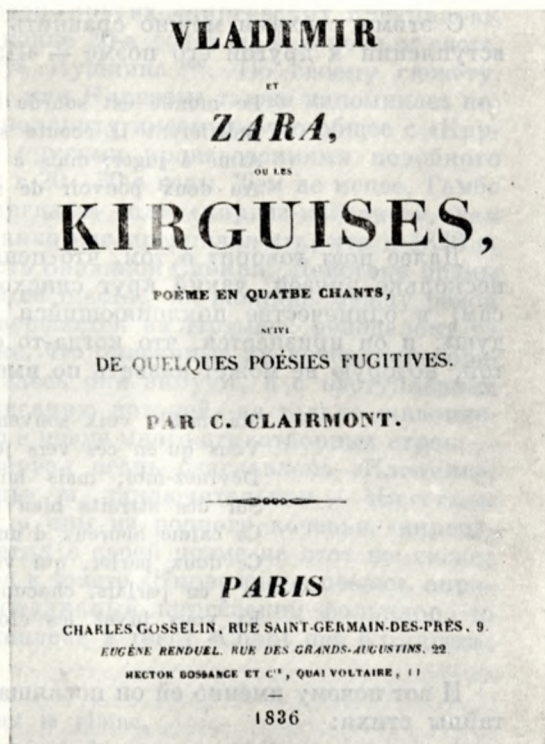 VLADIMIR
ET
ZARA,
OU LES
KIRGUISES,
POËME EN QUATRE CHANTS,
SUIVI
DE QUELQUES POÉSIES FUGITIVES.
PAR C. CLAIRMONT.
PARIS
CHARLES GOSSELIN, RUE SAINT-GERMAIN-DES-PRÉS, 9
EUGÈNE RENDUEL, RUE DES GRANDS-AUGUSTINS, 22
HECTOR BOSSANGE ET Cie, QUAI VOLTAIRE, 11
1836